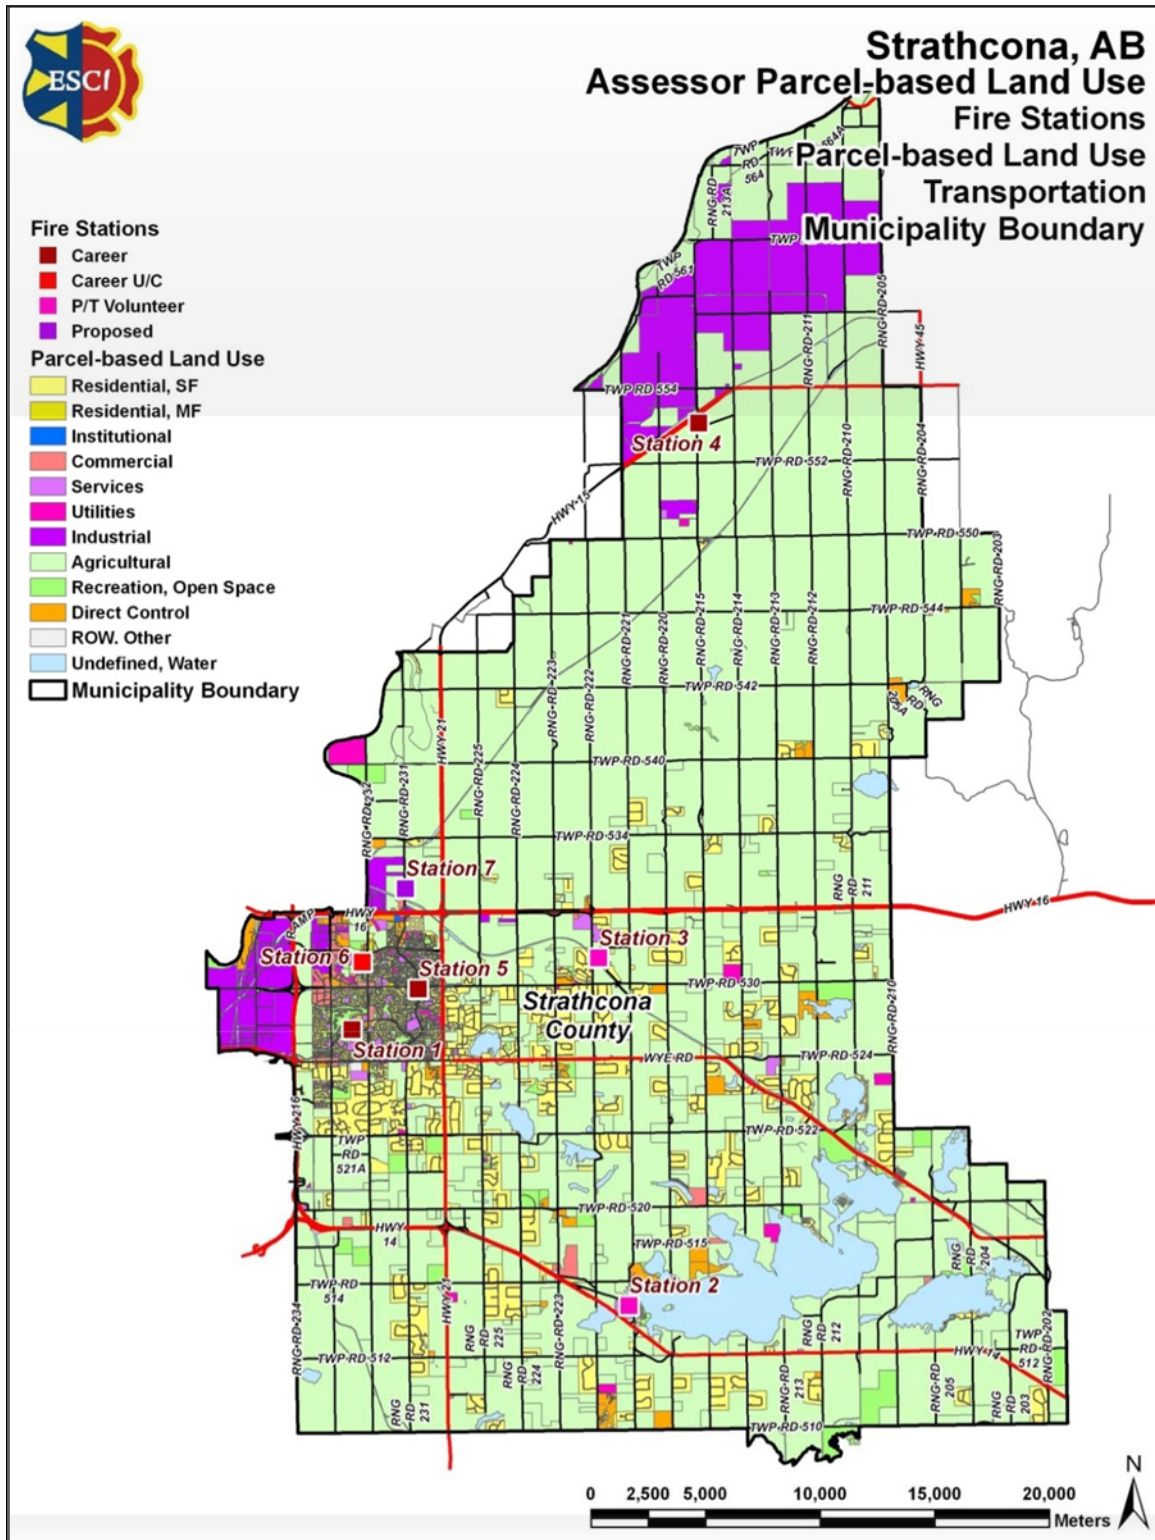 ESCI
Strathcona, AB
Assessor Parcel-based Land Use
Fire Stations
Parcel-based Land Use
Transportation
Municipality Boundary
Fire Stations
Career
Career U/C
P/T Volunteer
Proposed
Parcel-based Land Use
Residential, SF
Residential, MF
Institutional
Commercial
Services
Utilities
Industrial
Agricultural
Recreation, Open Space
Direct Control
ROW. Other
Undefined, Water
Municipality Boundary
TWP
RD
564
RNG-RD
213A
TWP
TWP
RD 561
RNG-RD-205
RNG-RD-211
HWY-45
TWP RD 554
Station 4
RNG-RD-210
RNG-RD-204
TWP RD 552
HWY-15
TWP-RD 550
RNG-RD-203
TWP-RD 544
RNG-RD-221
RNG-RD-220
RNG-RD-215
RNG-RD-214
RNG-RD-213
RNG-RD-212
RNG-RD-223
RNG-RD-222
TWP-RD 542
RNG
RD
205A
HWY-21
RNG-RD-225
RNG-RD-224
TWP-RD 540
RNG-RD-232
RNG-RD-231
TWP-RD 534
Station 7
RNG
RD
211
HWY 16
RAMP
HWY
16
Station 6
Station 3
Station 5
TWP-RD 530
RNG-RD-210
Strathcona
County
Station 1
WYE RD
TWP-RD 524
HWY-216
TWP
RD
521A
TWP-RD-522
TWP-RD 520
HWY
14
TWP-RD-515
RNG
RD
204
Station 2
TWP-RD
514
HWY-21
RNG-RD-234
RNG
RD
225
RNG-RD-223
RNG
RD
212
RNG-RD-202
TWP-RD 512
RNG
RD
224
HWY-14
TWP
RD
512
RNG
RD
231
RNG-RD
213
RNG-RD
205
RNG
RD
203
TWP-RD-510
N
0 2,500 5,000 10,000 15,000 20,000
Meters